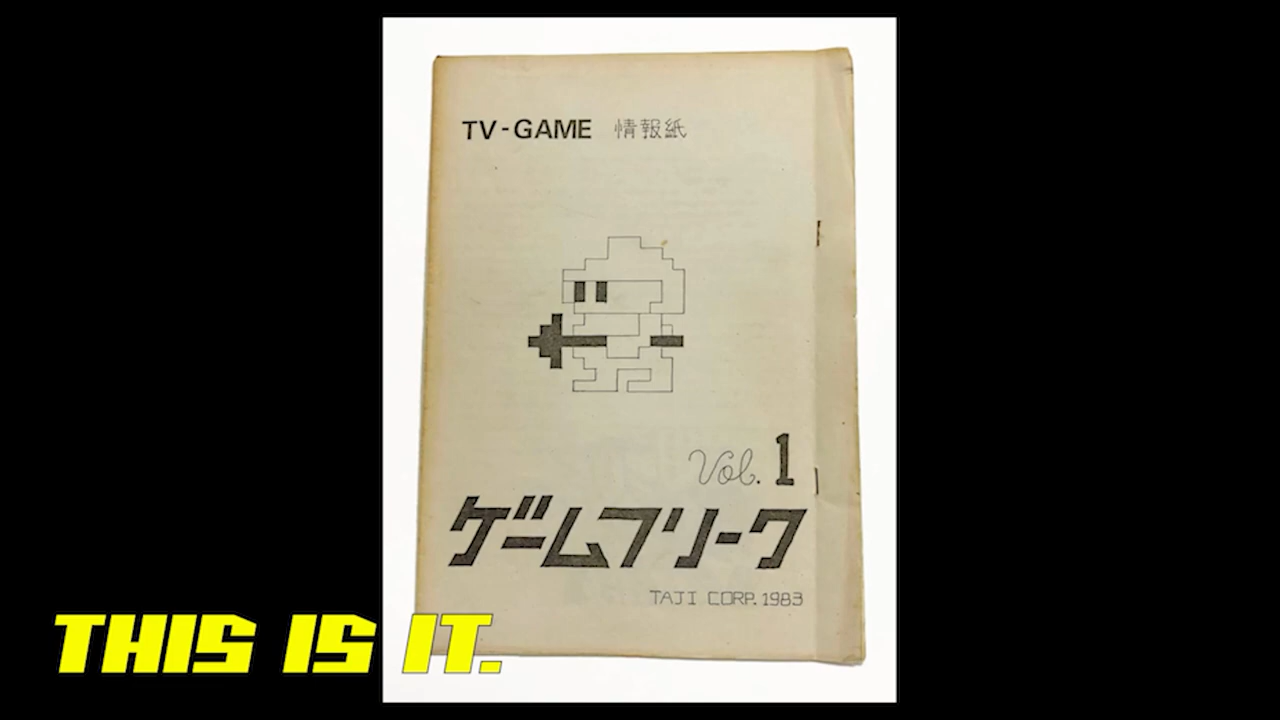 TV-GAME 情報紙
Vol. 1
ゲームフリーク
TAJI CORP. 1983
THIS IS IT.